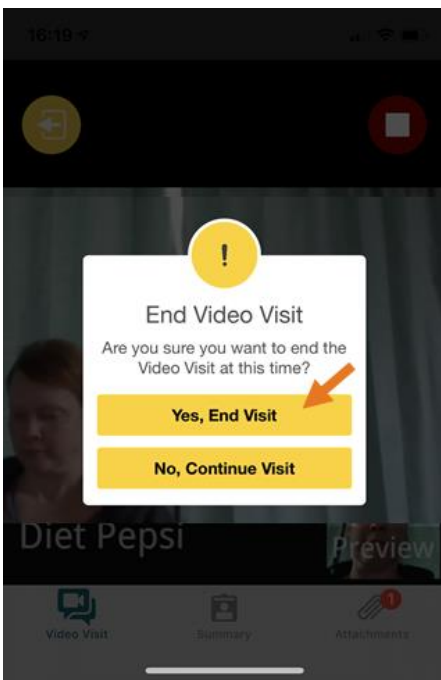 16:19
!
End Video Visit
Are you sure you want to end the
Video Visit at this time?
Yes, End Visit
No, Continue Visit
Diet Pepsi
Preview
Video Visit
Summary
Attachments
1